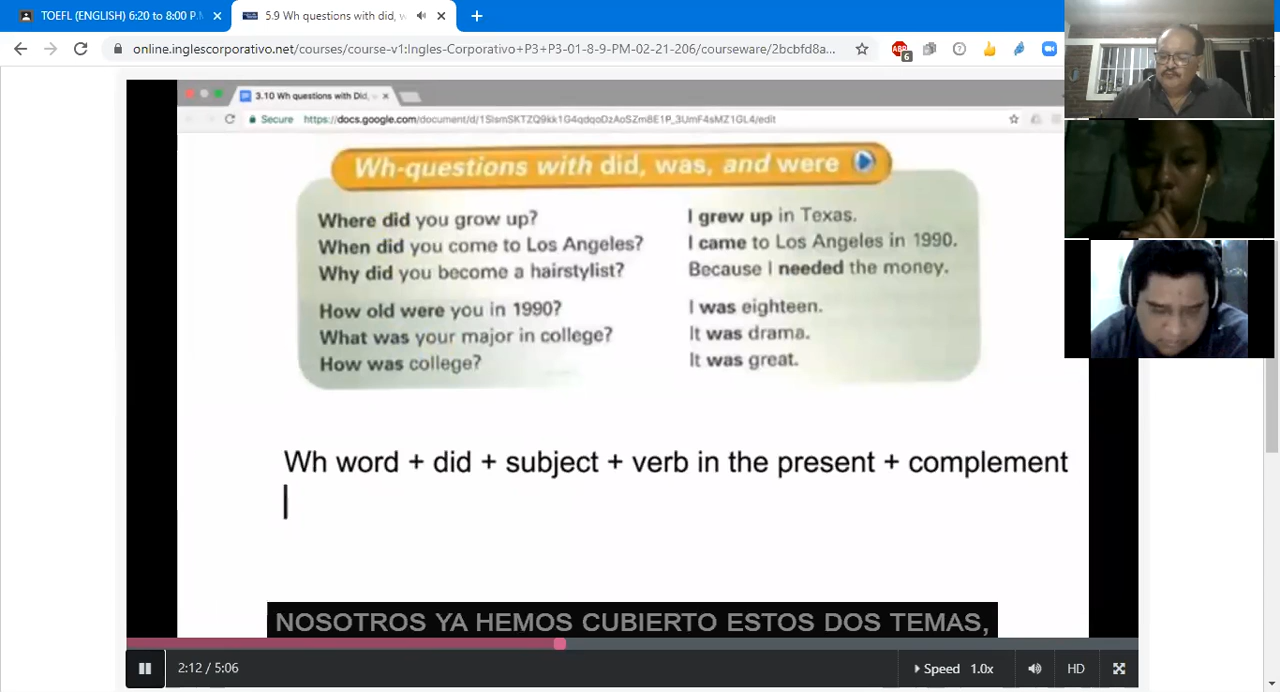 TOEFL (ENGLISH) 6:20 to 8:00 P.M
5.9 Wh questions with did, w
online.inglescorporativo.net/courses/course-v1:Ingles-Corporativo+P3+P3-01-8-9-PM-02-21-206/courseware/2bcbfd8a...
ABP
6
3.10 Wh questions with Did,
Secure
Wh-questions with did, was, and were
Where did you grow up?
I grew up in Texas.
When did you come to Los Angeles?
I came to Los Angeles in 1990.
Why did you become a hairstylist?
Because I needed the money.
How old were you in 1990?
I was eighteen.
What was your major in college?
It was drama.
How was college?
It was great.
Wh word + did + subject + verb in the present + complement
NOSOTROS YA HEMOS CUBIERTO ESTOS DOS TEMAS,
2:12 / 5:06
Speed 1.0x
HD